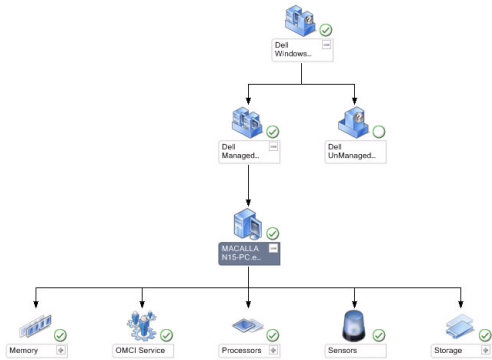 Dell
Windows..
Dell
Managed..
Dell
UnManaged..
MACALLA
N15-PC.e..
Memory
OMCI Service
Processors
Sensors
Storage